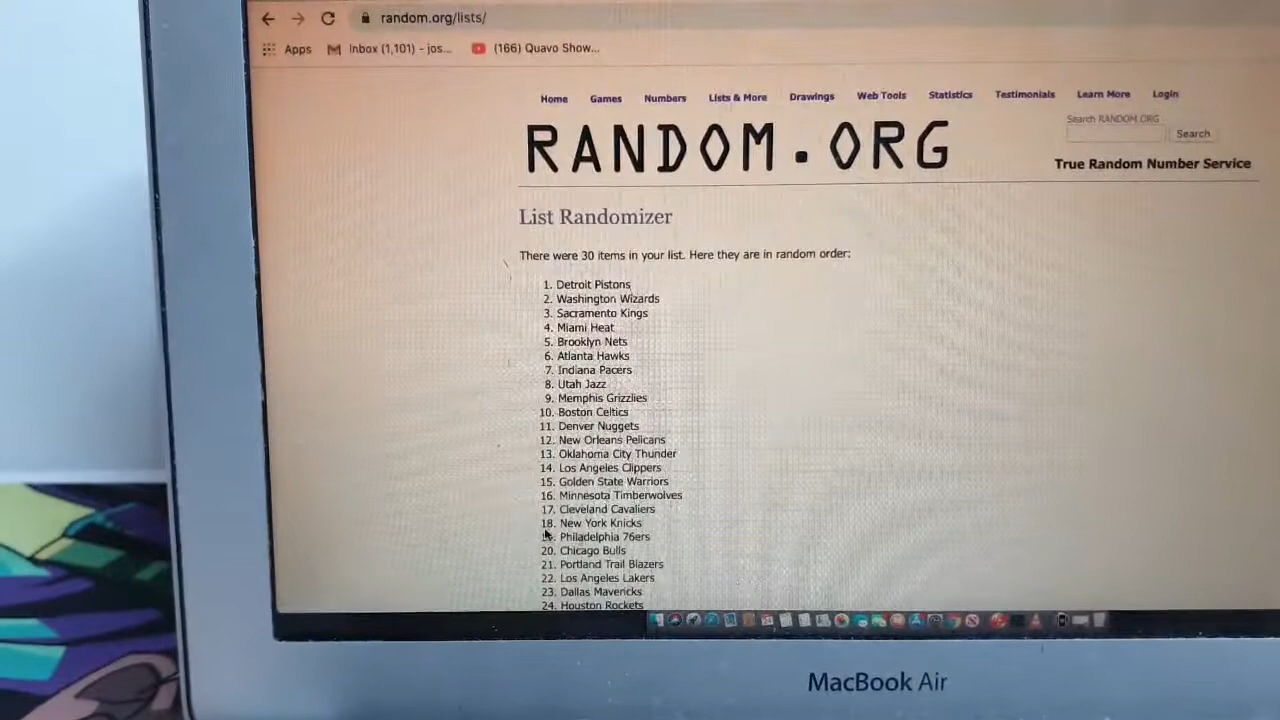 random.org/lists/
Apps Inbox (1,101) - jos... (166) Quavo Show...
Home Games Numbers Lists & More Drawings Web Tools Statistics Testimonials Learn More Login
Search RANDOM.ORG
Search
RANDOM.ORG
True Random Number Service
List Randomizer
There were 30 items in your list. Here they are in random order:
1. Detroit Pistons
2. Washington Wizards
3. Sacramento Kings
4. Miami Heat
5. Brooklyn Nets
6. Atlanta Hawks
7. Indiana Pacers
8. Utah Jazz
9. Memphis Grizzlies
10. Boston Celtics
11. Denver Nuggets
12. New Orleans Pelicans
13. Oklahoma City Thunder
14. Los Angeles Clippers
15. Golden State Warriors
16. Minnesota Timberwolves
17. Cleveland Cavaliers
18. New York Knicks
Philadelphia 76ers
20. Chicago Bulls
21. Portland Trail Blazers
22. Los Angeles Lakers
23. Dallas Mavericks
24. Houston Rockets
MacBook Air